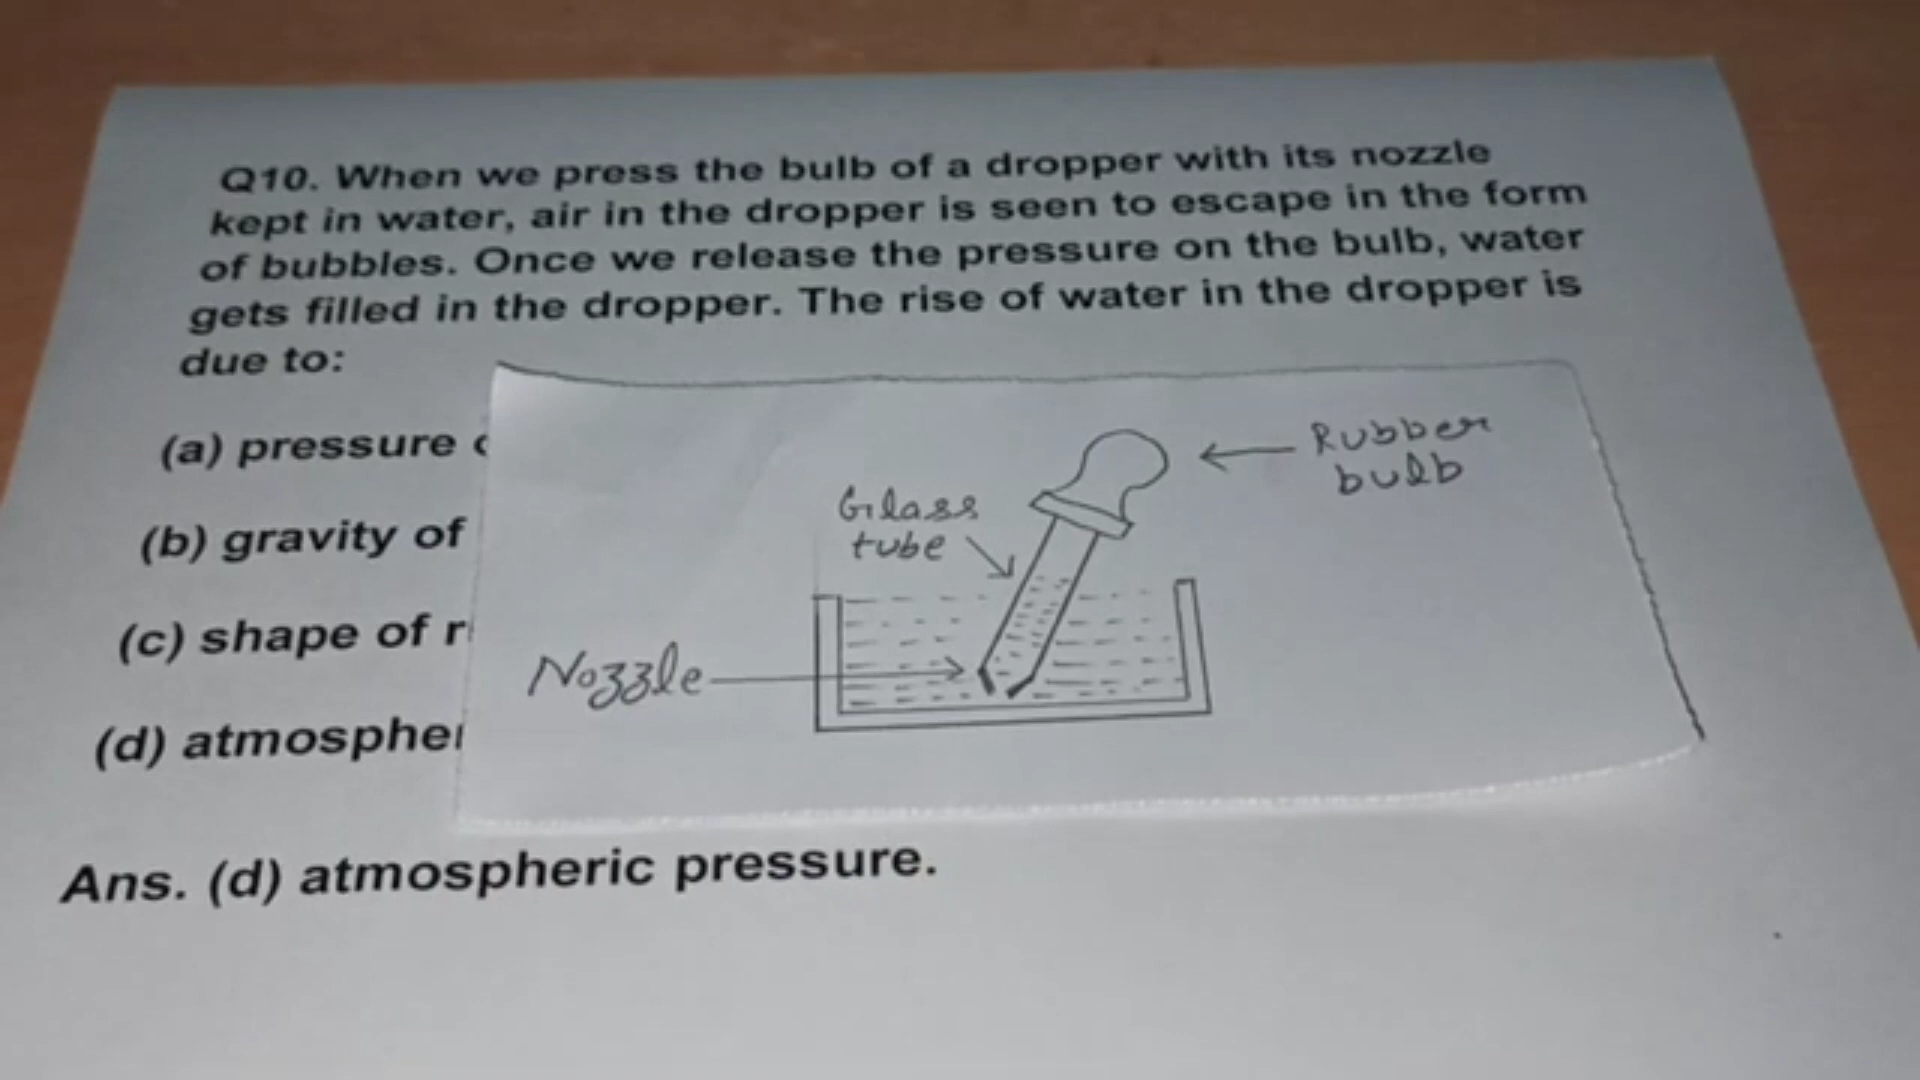 Q10. When we press the bulb of a dropper with its nozzle
kept in water, air in the dropper is seen to escape in the form
of bubbles. Once we release the pressure on the bulb, water
gets filled in the dropper. The rise of water in the dropper is
due to:
(a) pressure
(b) gravity of
(c) shape of
(d)
Rubber
bulb
Glass
tube
Nozzle
Ans. (d) atmospheric pressure.